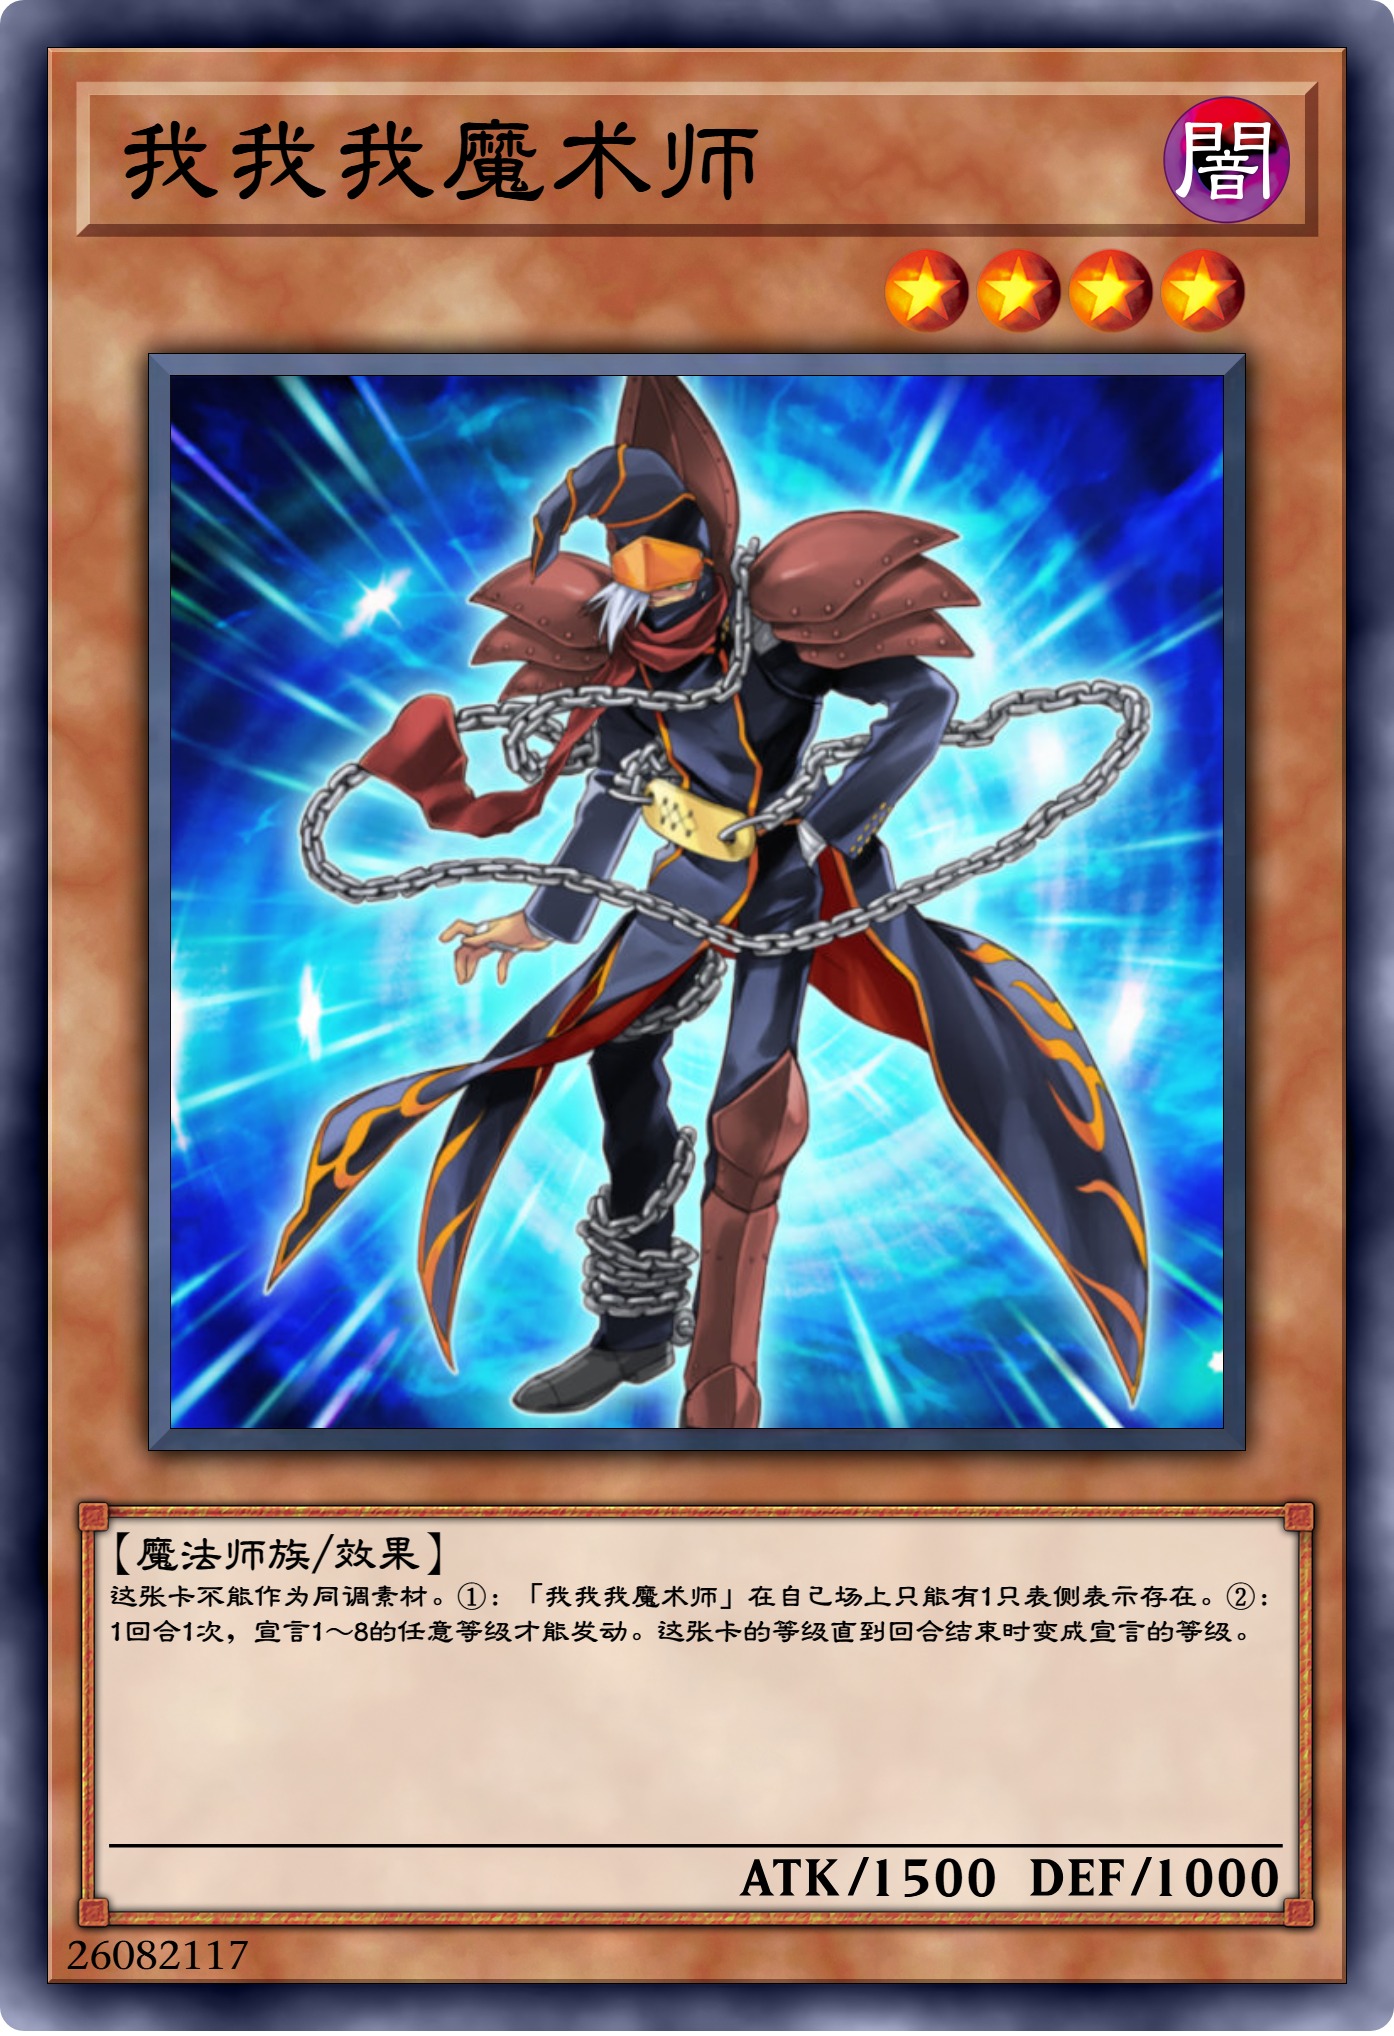 我我我魔术师
闇
【魔法师族/效果】
这张卡不能作为同调素材。①：「我我我魔术师」在自己场上只能有1只表侧表示存在。②：
1回合1次，宣言1～8的任意等级才能发动。这张卡的等级直到回合结束时变成宣言的等级。
ATK/1500 DEF/1000
26082117